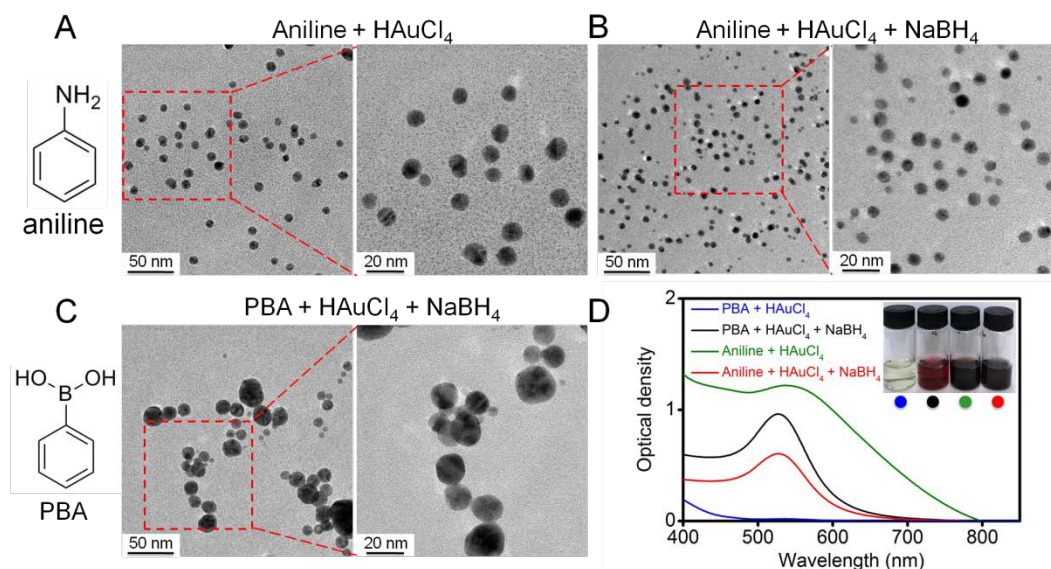 A
Aniline + HAuCl₄
NH₂
aniline
50 nm
20 nm
B
Aniline + HAuCl₄ + NaBH₄
50 nm
20 nm
C
PBA + HAuCl₄ + NaBH₄
HO
B
OH
PBA
50 nm
20 nm
D
Optical density
2
1
0
PBA + HAuCl₄
PBA + HAuCl₄ + NaBH₄
Aniline + HAuCl₄
Aniline + HAuCl₄ + NaBH₄
400 500 600 700 800
Wavelength (nm)